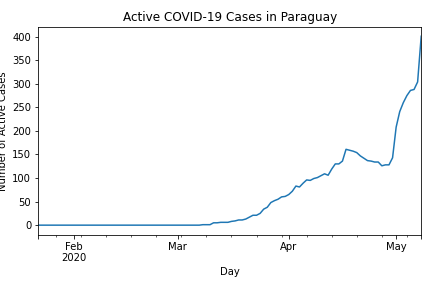 Active COVID-19 Cases in Paraguay
400
350
300
250
200
150
100
50
0
Number of Active Cases
Feb
2020
Mar
Apr
May
Day